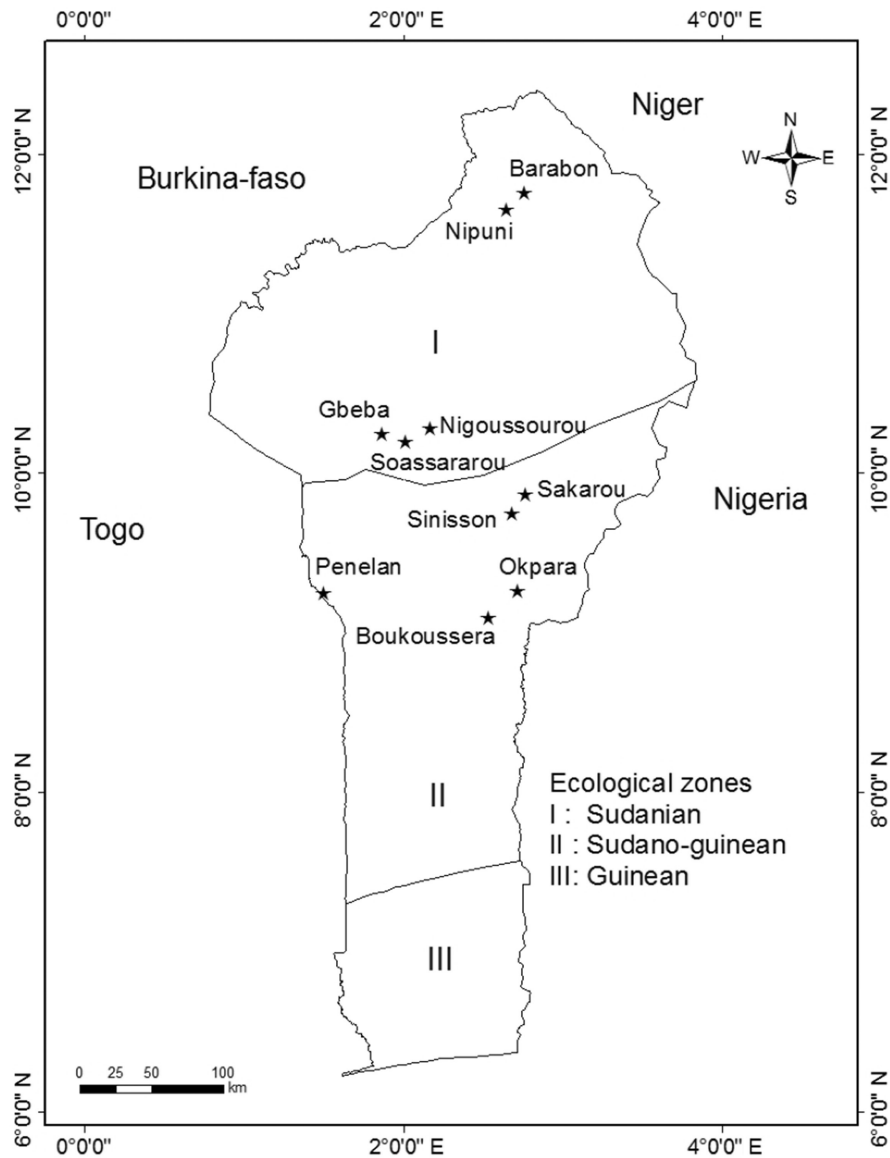 0°0'0"
2°0'0" E
4°0'0" E
12°0'0" N
12°0'0" N
Niger
N
W
E
S
Burkina-faso
Barabon
Nipuni
I
Gbeba
Nigoussourou
Soassararou
10°0'0" N
10°0'0" N
Sakarou
Sinisson
Nigeria
Togo
Penelan
Okpara
Boukoussera
8°0'0" N
8°0'0" N
II
Ecological zones
I : Sudanian
II : Sudano-guinean
III: Guinean
III
0 25 50 100
km
6°0'0" N
6°0'0" N
0°0'0"
2°0'0" E
4°0'0" E